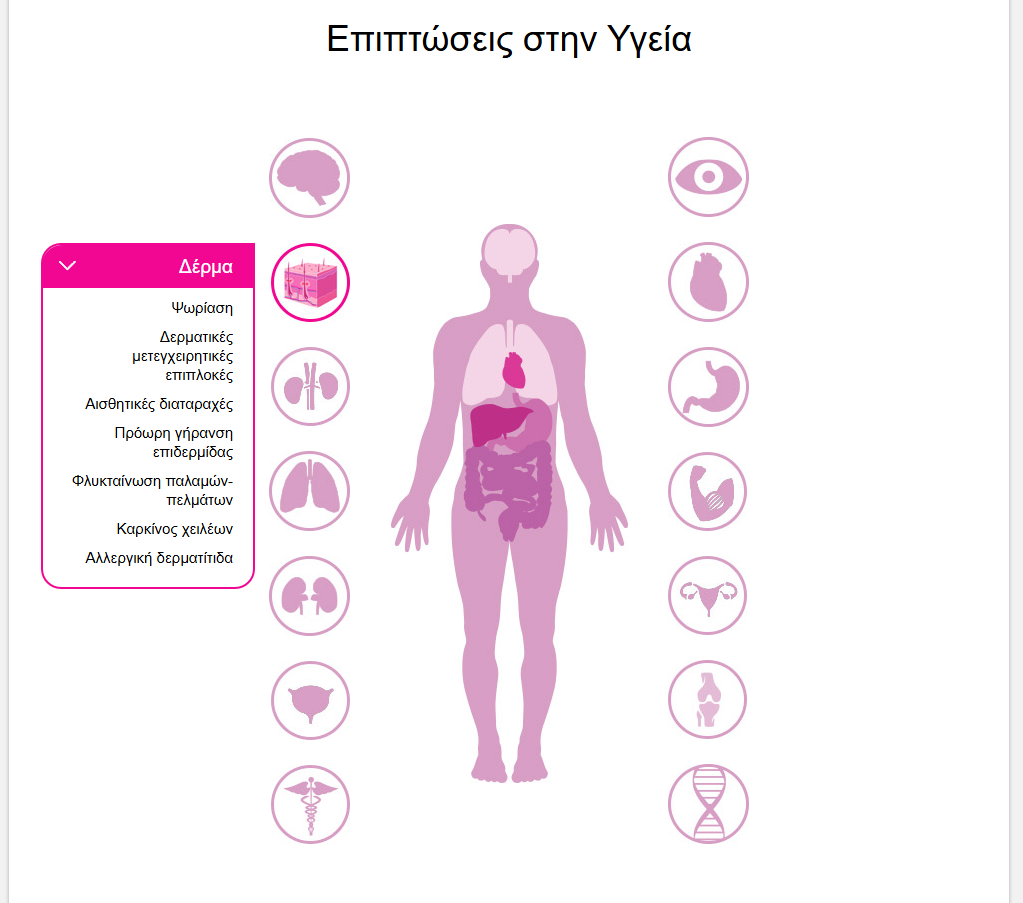 Επιπτώσεις στην Υγεία
Δέρμα
Ψωρίαση
Δερματικές
μετεγχειρητικές
επιπλοκές
Αισθητικές διαταραχές
Πρόωρη γήρανση
επιδερμίδας
Φλυκταίνωση παλαμών-
πελμάτων
Καρκίνος χειλέων
Αλλεργική δερματίτιδα